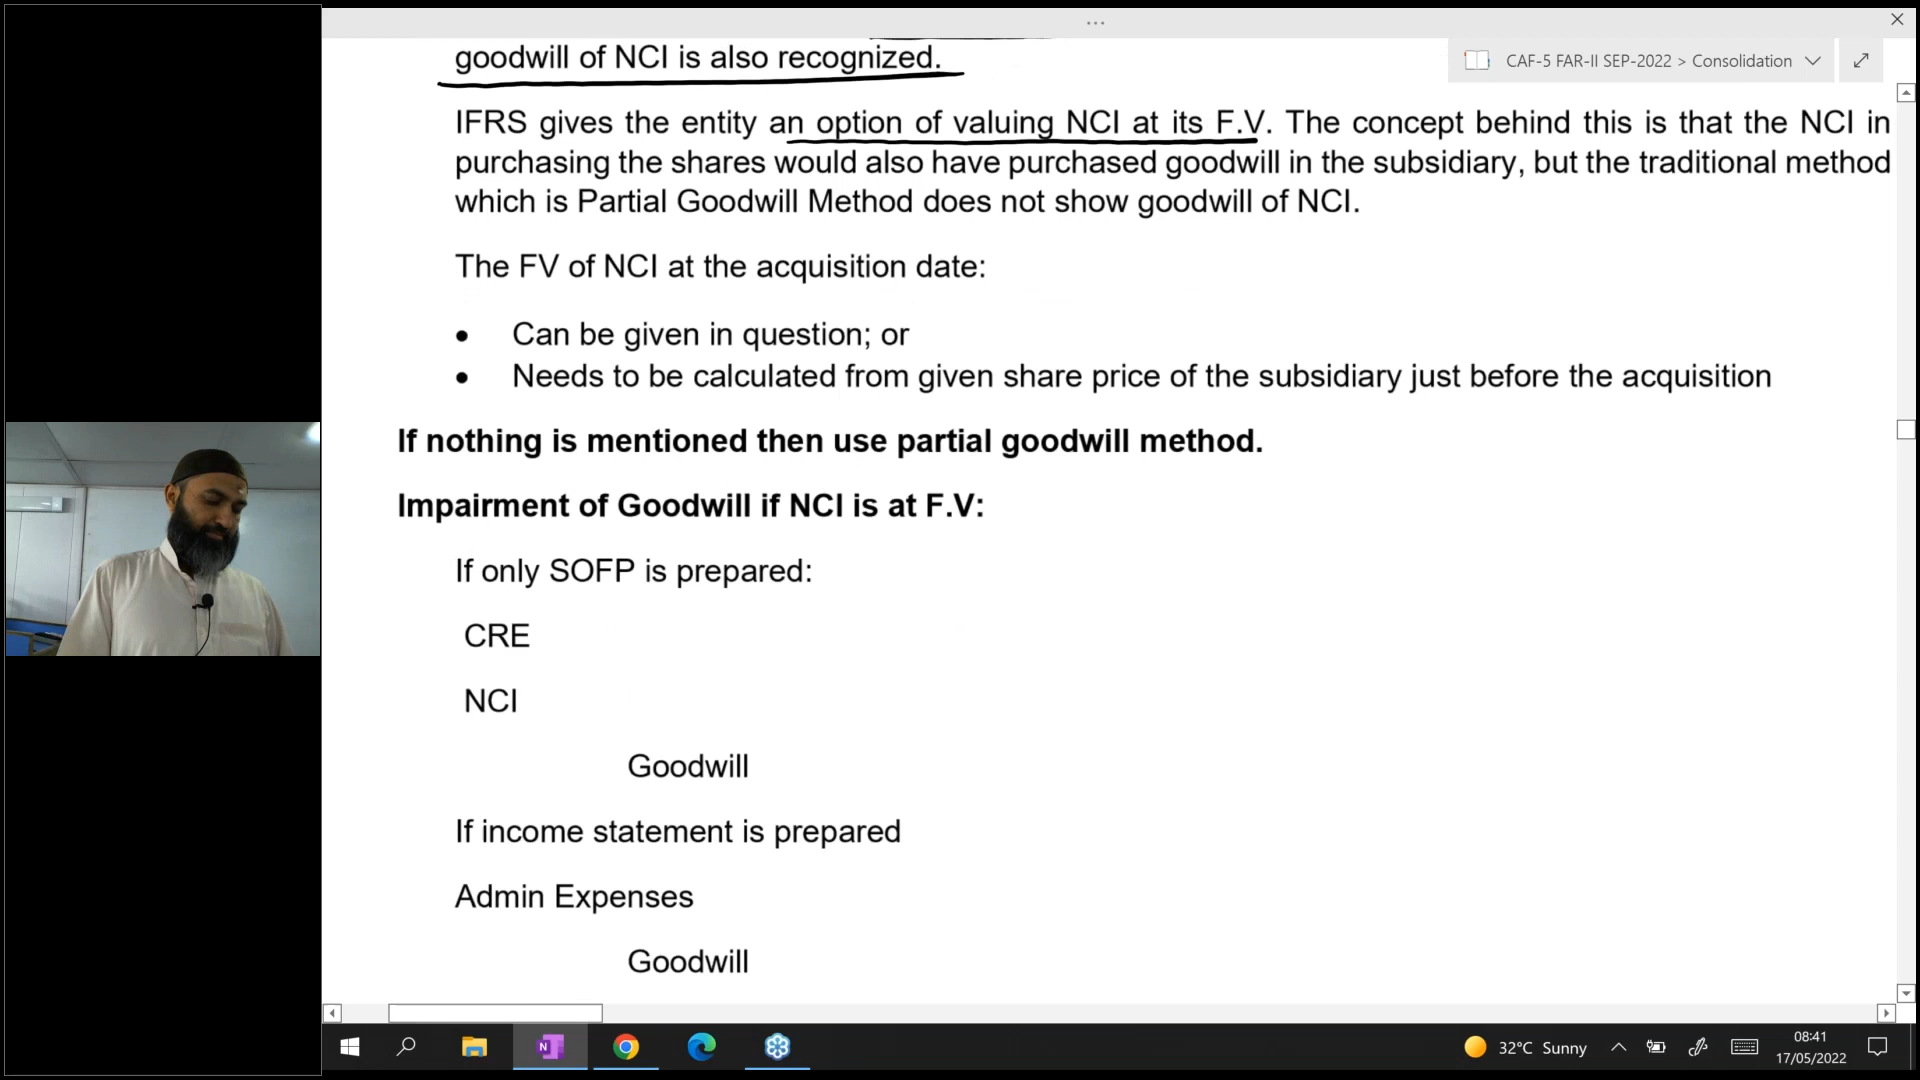 goodwill of NCI is also recognized.
CAF-5 FAR-II SEP-2022 > Consolidation
IFRS gives the entity an option of valuing NCI at its F.V. The concept behind this is that the NCI in
purchasing the shares would also have purchased goodwill in the subsidiary, but the traditional method
which is Partial Goodwill Method does not show goodwill of NCI.
The FV of NCI at the acquisition date:
• Can be given in question; or
• Needs to be calculated from given share price of the subsidiary just before the acquisition
If nothing is mentioned then use partial goodwill method.
Impairment of Goodwill if NCI is at F.V:
If only SOFP is prepared:
CRE
NCI
Goodwill
If income statement is prepared
Admin Expenses
Goodwill
32°C Sunny
08:41
17/05/2022